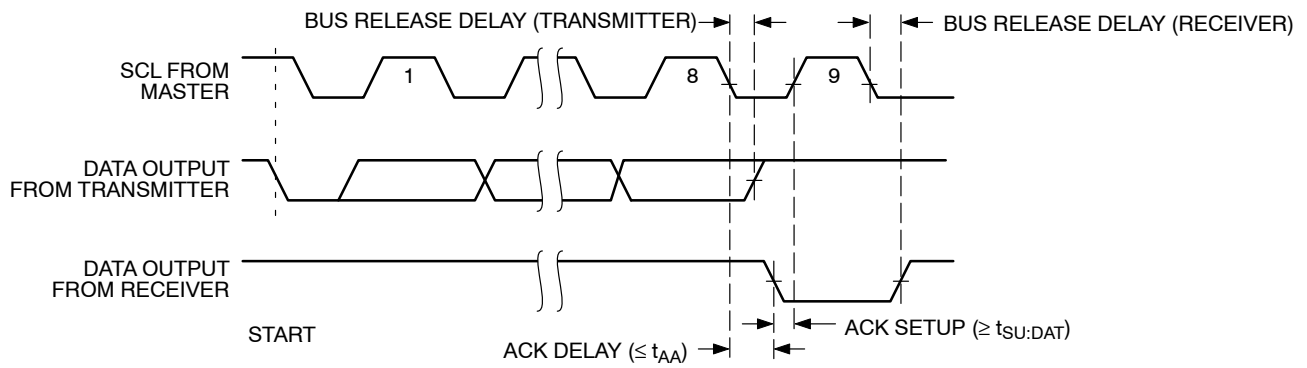 BUS RELEASE DELAY (TRANSMITTER)
BUS RELEASE DELAY (RECEIVER)
SCL FROM
MASTER
1
8
9
DATA OUTPUT
FROM TRANSMITTER
DATA OUTPUT
FROM RECEIVER
START
ACK SETUP (≥ tSU:DAT)
ACK DELAY (≤ tAA)